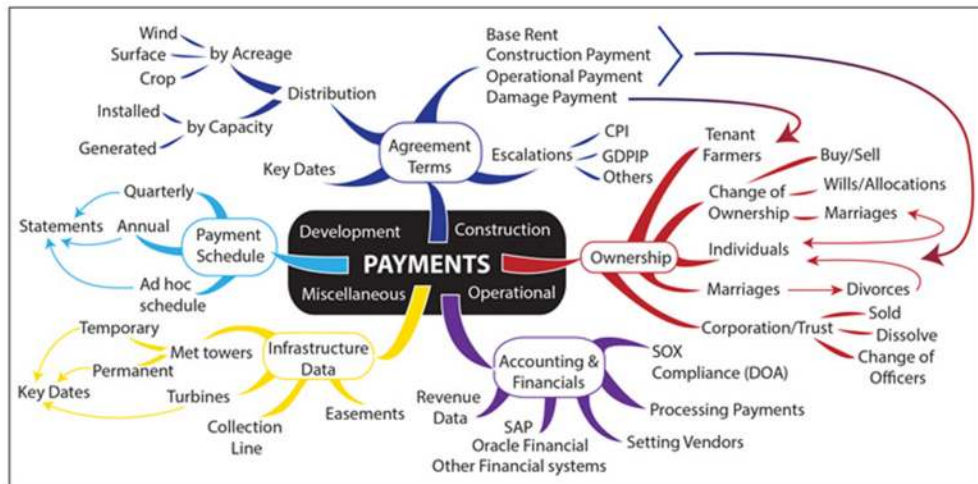 Wind
Surface
Crop
by Acreage
Installed
Generated
by Capacity
Distribution
Key Dates
Agreement
Terms
Base Rent
Construction Payment
Operational Payment
Damage Payment
Escalations
CPI
GDPIP
Others
Tenant
Farmers
Buy/Sell
Change of
Ownership
Wills/Allocations
Marriages
Individuals
Marriages
Divorces
Corporation/Trust
Sold
Dissolve
Change of
Officers
Ownership
Quarterly
Statements
Annual
Payment
Schedule
Ad hoc
schedule
Development
Construction
PAYMENTS
Miscellaneous
Operational
Temporary
Met towers
Permanent
Key Dates
Turbines
Infrastructure
Data
Collection
Line
Easements
Accounting &
Financials
Revenue
Data
SAP
Oracle Financial
Other Financial systems
SOX
Compliance (DOA)
Processing Payments
Setting Vendors